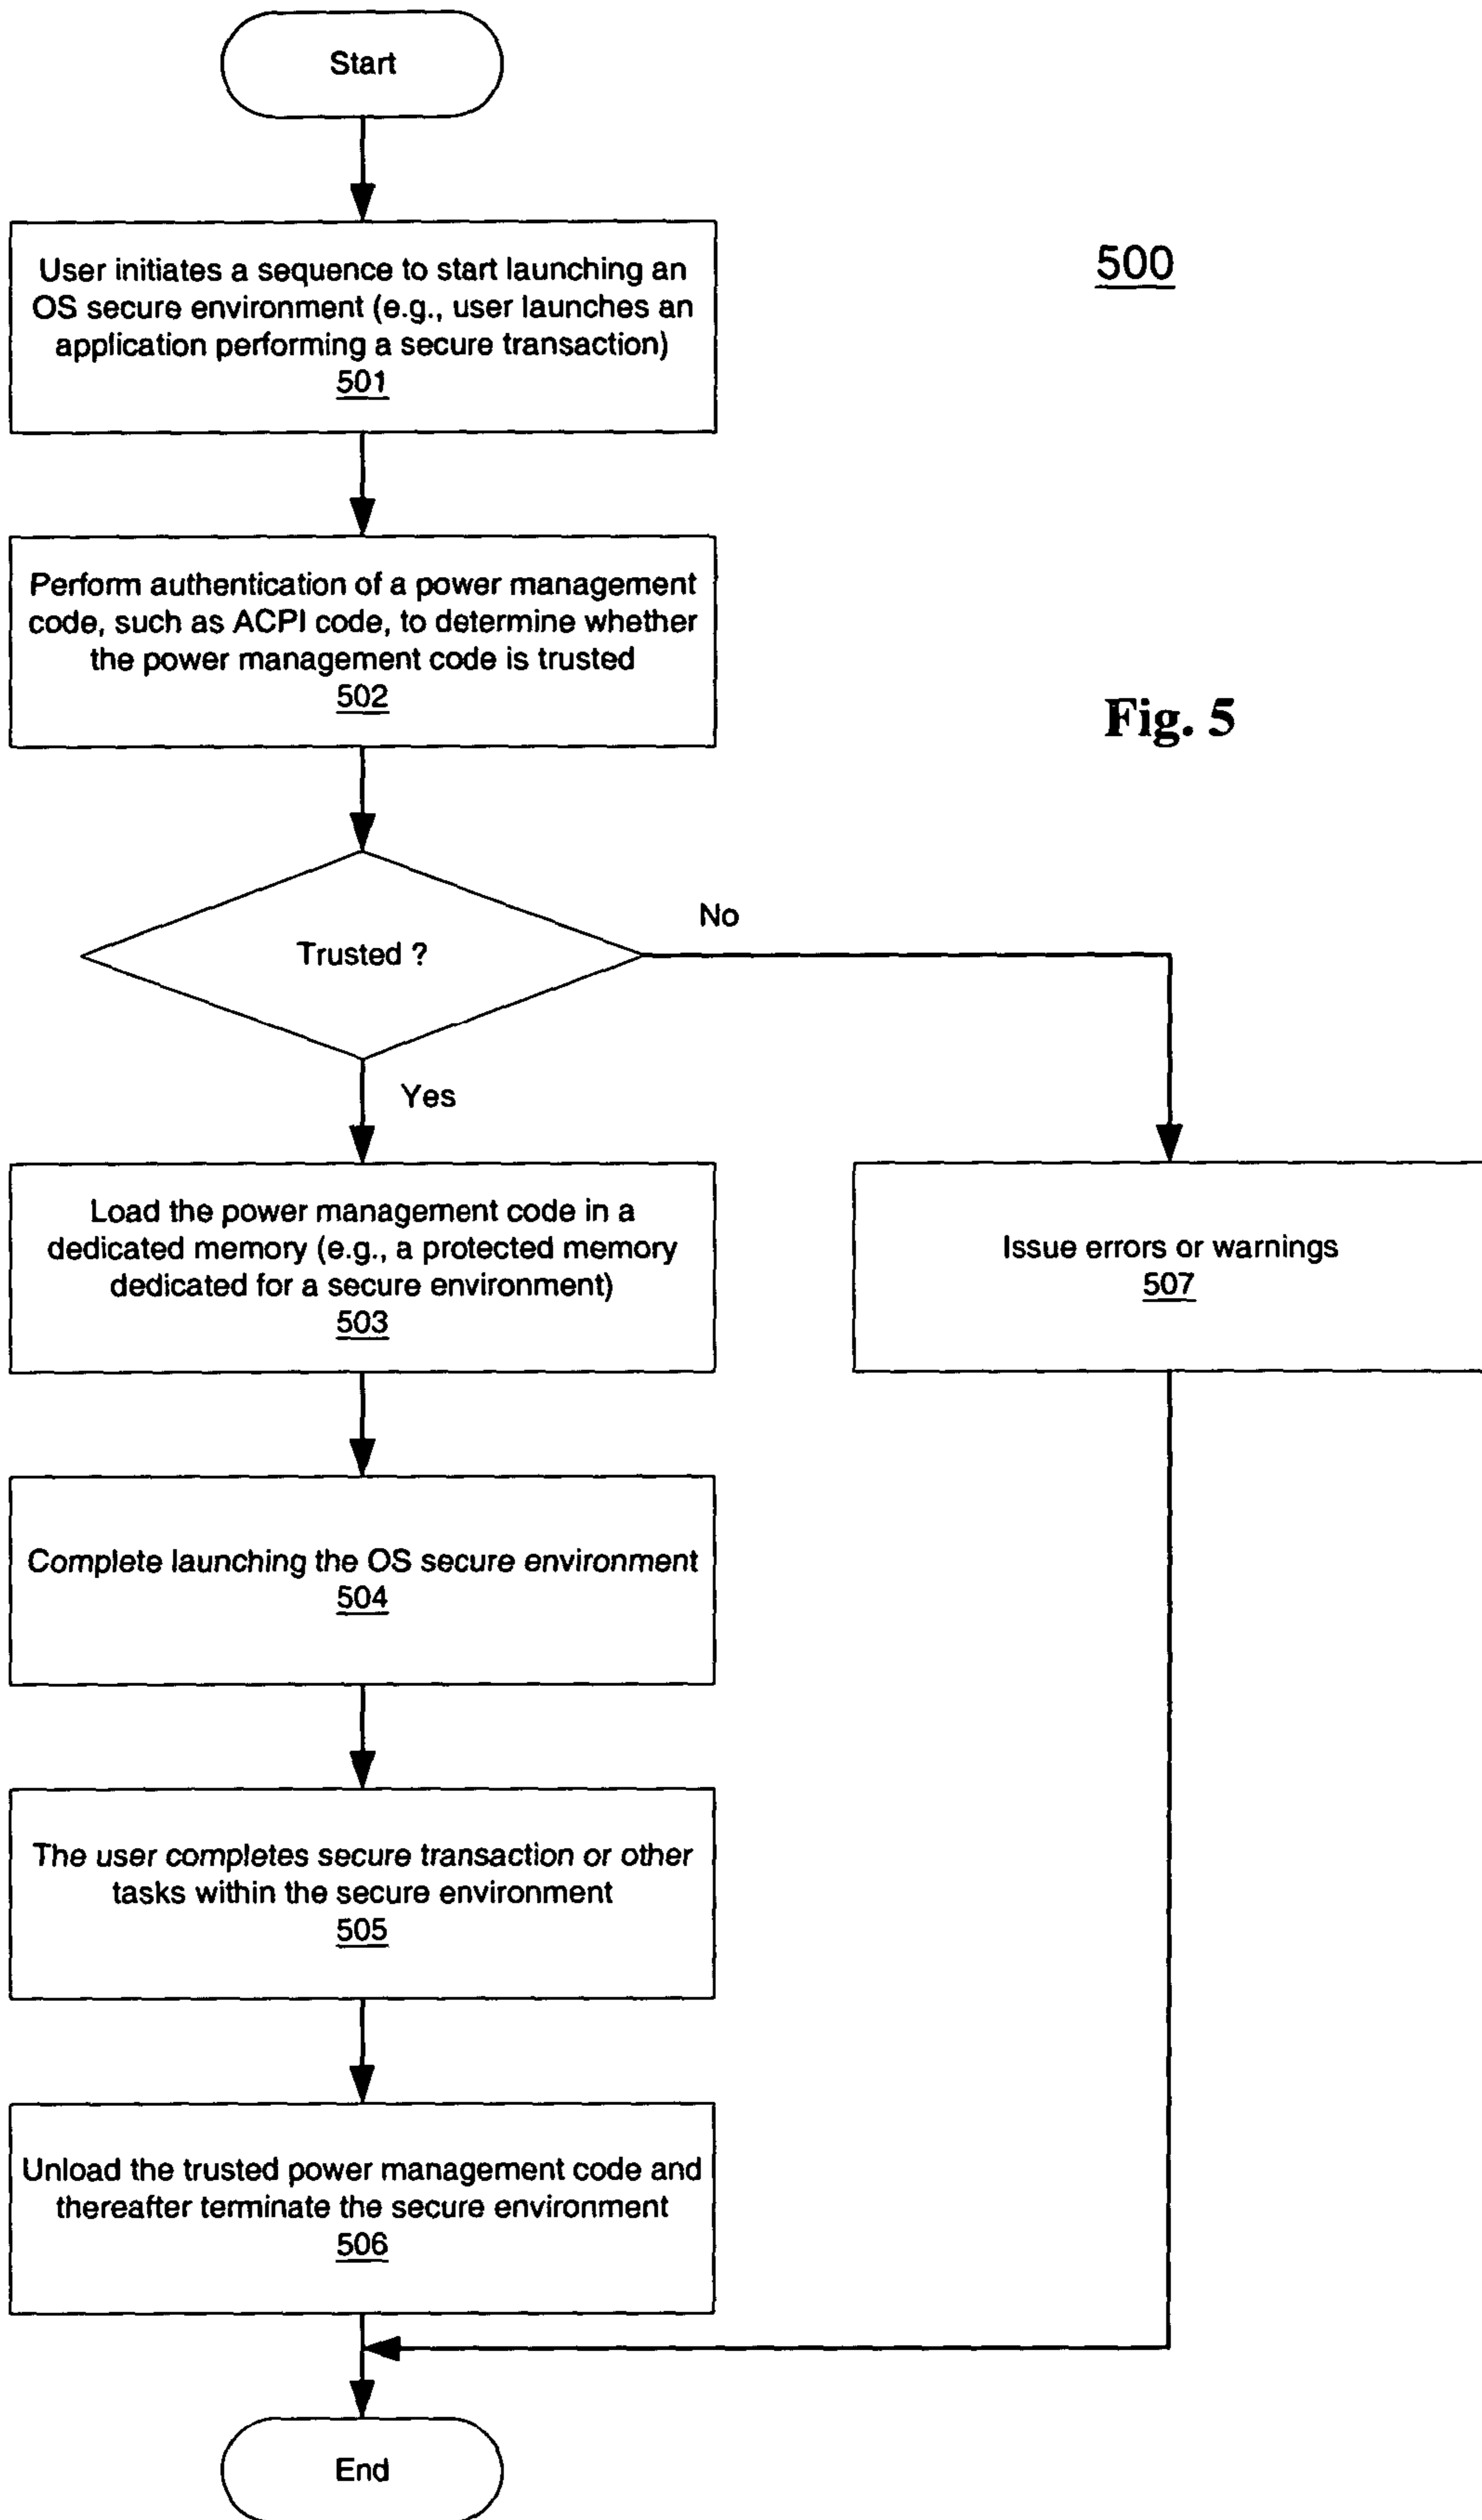 Start
User initiates a sequence to start launching an
OS secure environment (e.g., user launches an
application performing a secure transaction)
501
500
Perform authentication of a power management
code, such as ACPI code, to determine whether
the power management code is trusted
502
Fig. 5
Trusted ?
No
Yes
Load the power management code in a
dedicated memory (e.g., a protected memory
dedicated for a secure environment)
503
Issue errors or warnings
507
Complete launching the OS secure environment
504
The user completes secure transaction or other
tasks within the secure environment
505
Unload the trusted power management code and
thereafter terminate the secure environment
506
End